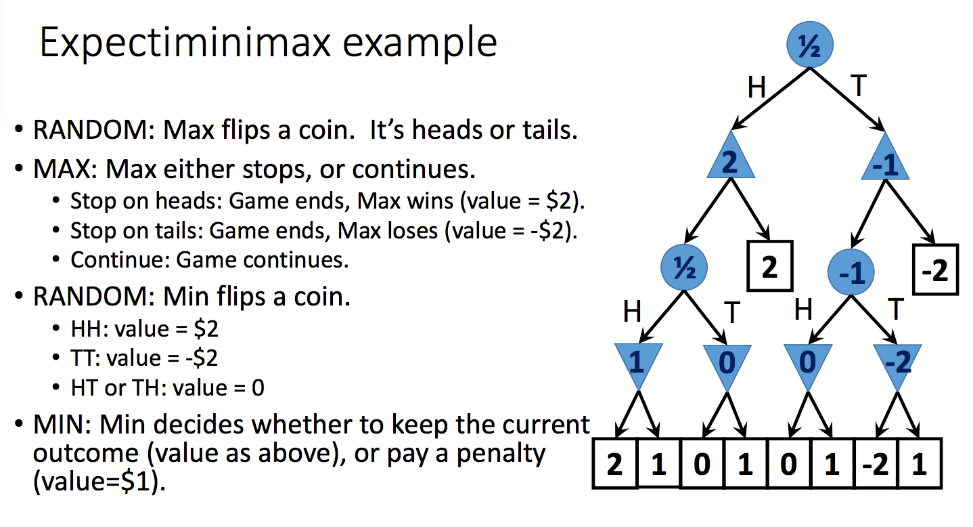 Expectiminimax example
• RANDOM: Max flips a coin. It's heads or tails.
• MAX: Max either stops, or continues.
• Stop on heads: Game ends, Max wins (value = $2).
• Stop on tails: Game ends, Max loses (value = -$2).
• Continue: Game continues.
• RANDOM: Min flips a coin.
• HH: value = $2
• TT: value = -$2
• HT or TH: value = 0
• MIN: Min decides whether to keep the current
outcome (value as above), or pay a penalty
(value=$1).
½
H T
2 -1
½ 2 -1 -2
H T H T
1 0 0 -2
2 1 0 1 0 1 -2 1